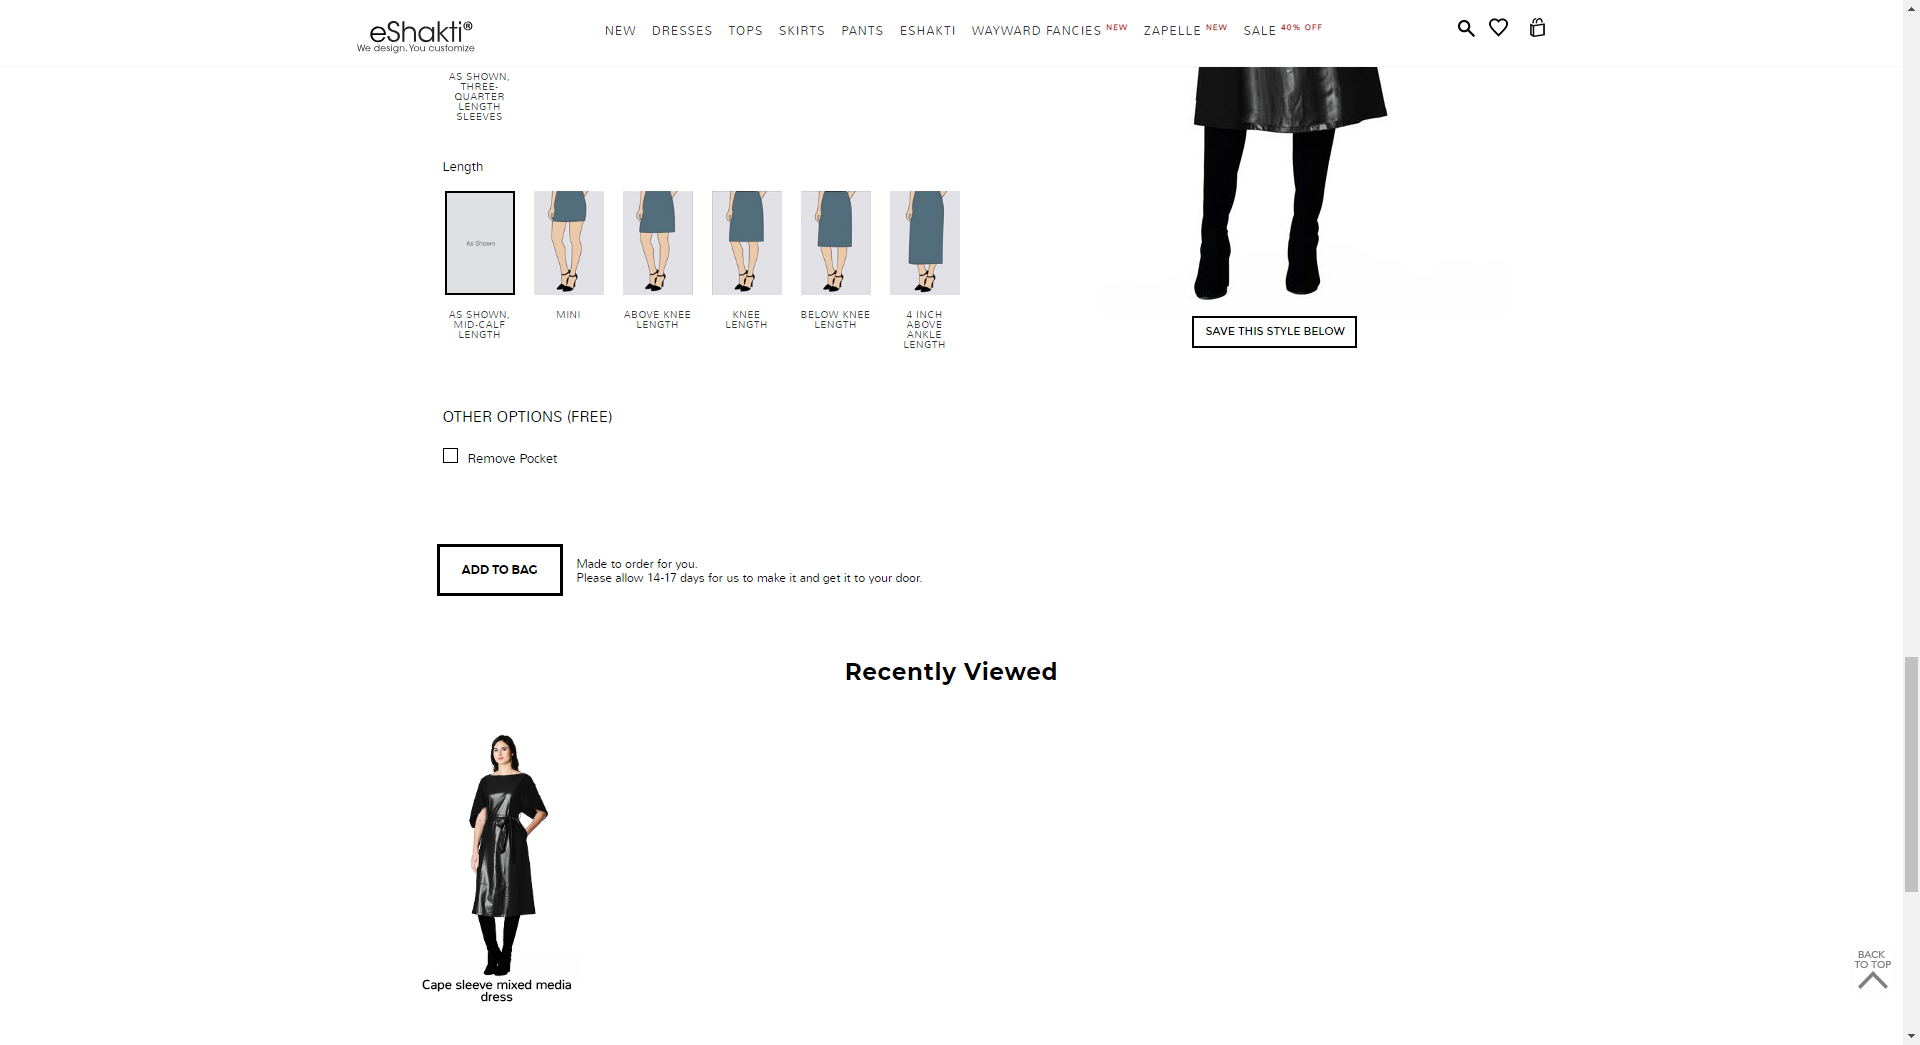 eShakti®
We design. You customize
NEW DRESSES TOPS SKIRTS PANTS ESHAKTI WAYWARD FANCIES NEW ZAPELLE NEW SALE 40% OFF
AS SHOWN,
THREE-
QUARTER
LENGTH
SLEEVES
Length
As Shown
AS SHOWN,
MID-CALF
LENGTH
MINI
ABOVE KNEE
LENGTH
KNEE
LENGTH
BELOW KNEE
LENGTH
4 INCH
ABOVE
ANKLE
LENGTH
SAVE THIS STYLE BELOW
OTHER OPTIONS (FREE)
Remove Pocket
ADD TO BAG
Made to order for you.
Please allow 14-17 days for us to make it and get it to your door.
Recently Viewed
Cape sleeve mixed media
dress
BACK
TO TOP